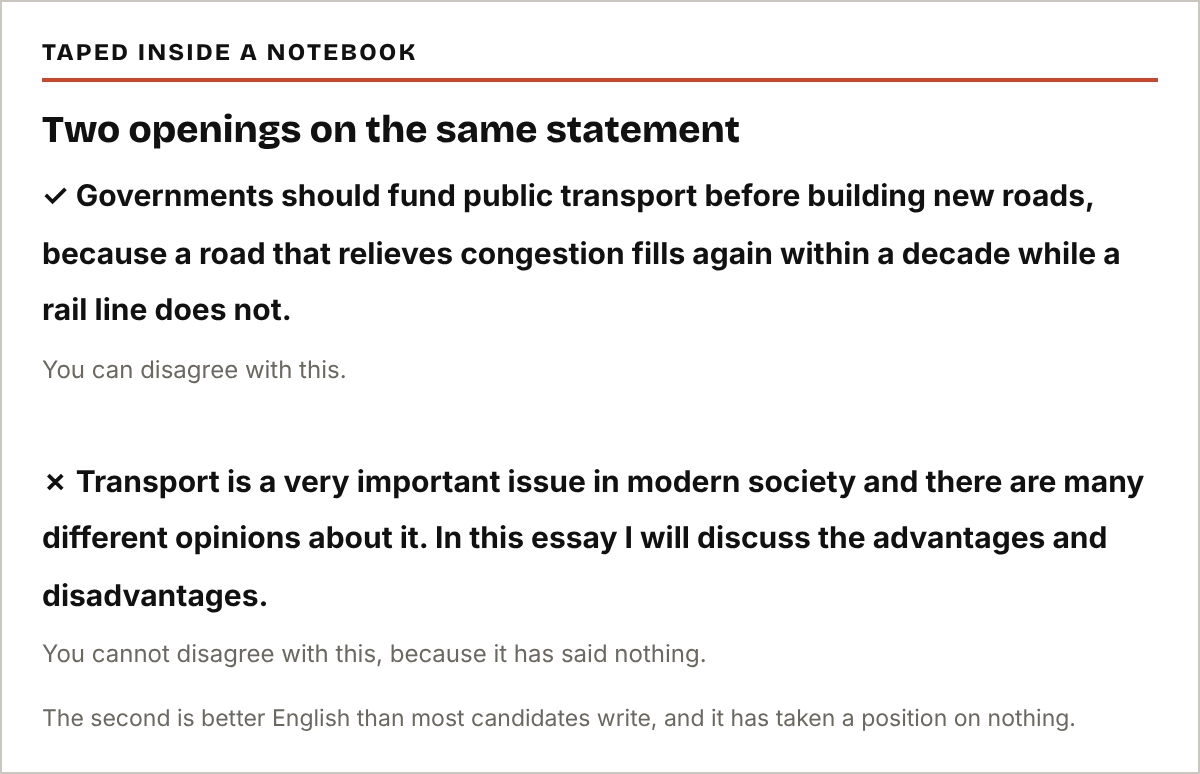 TAPED INSIDE A NOTEBOOK
Two openings on the same statement
✓ Governments should fund public transport before building new roads,
because a road that relieves congestion fills again within a decade while a
rail line does not.
You can disagree with this.
✕ Transport is a very important issue in modern society and there are many
different opinions about it. In this essay I will discuss the advantages and
disadvantages.
You cannot disagree with this, because it has said nothing.
The second is better English than most candidates write, and it has taken a position on nothing.